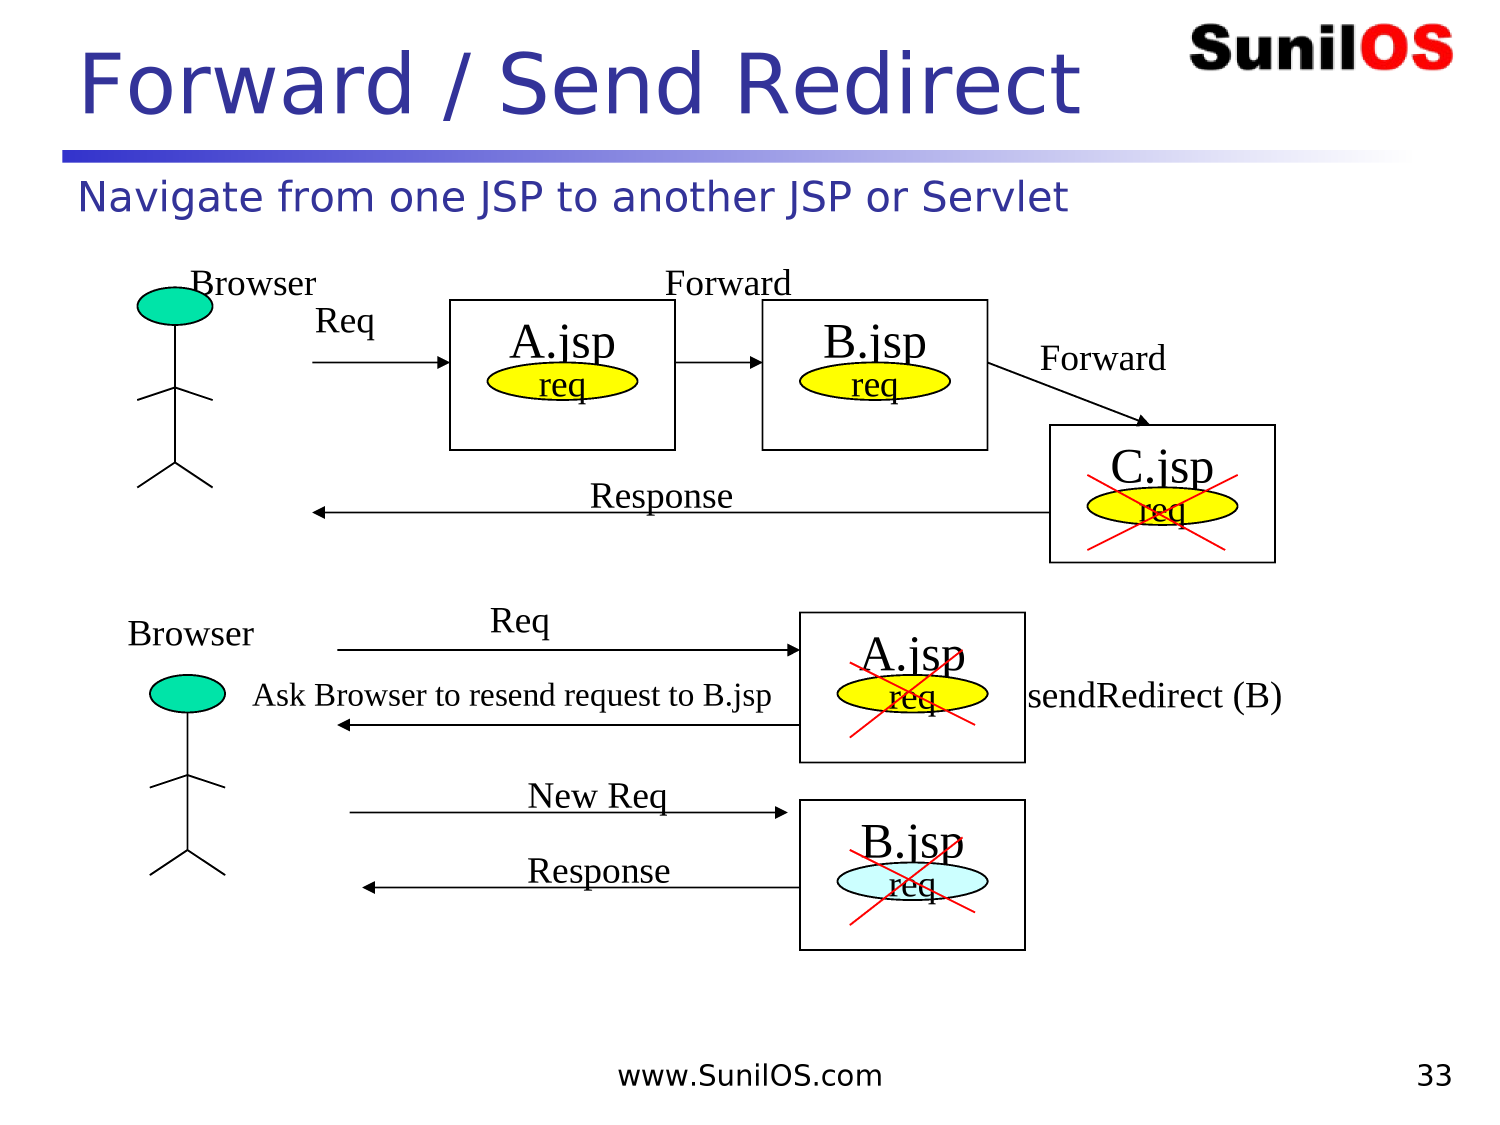 SunilOS
Forward / Send Redirect
Navigate from one JSP to another JSP or Servlet
Browser
Forward
Req
A.jsp
req
B.jsp
req
Forward
C.jsp
req
Response
Browser
Req
A.jsp
req
Ask Browser to resend request to B.jsp
sendRedirect (B)
New Req
B.jsp
req
Response
www.SunilOS.com
33